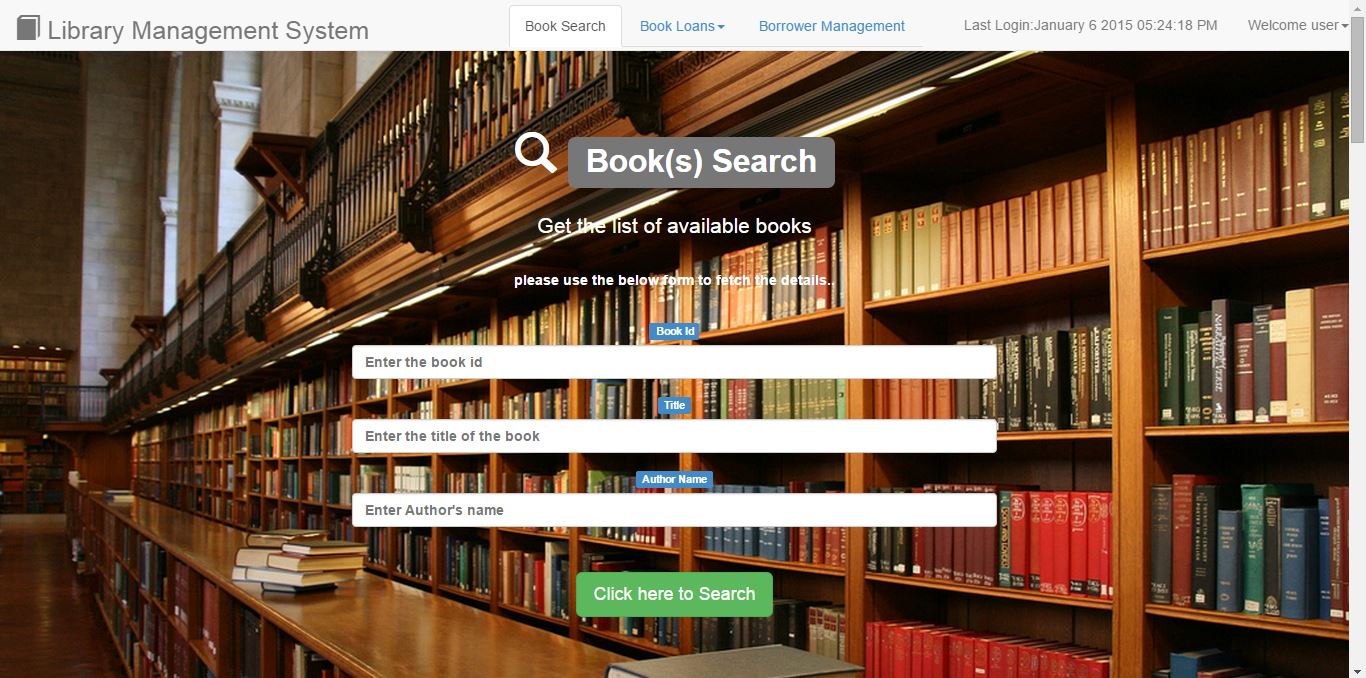 Library Management System
Book Search
Book Loans
Borrower Management
Last Login:January 6 2015 05:24:18 PM
Welcome user
Book(s) Search
Get the list of available books
please use the below form to fetch the details..
Book Id
Enter the book id
Title
Enter the title of the book
Author Name
Enter Author's name
Click here to Search